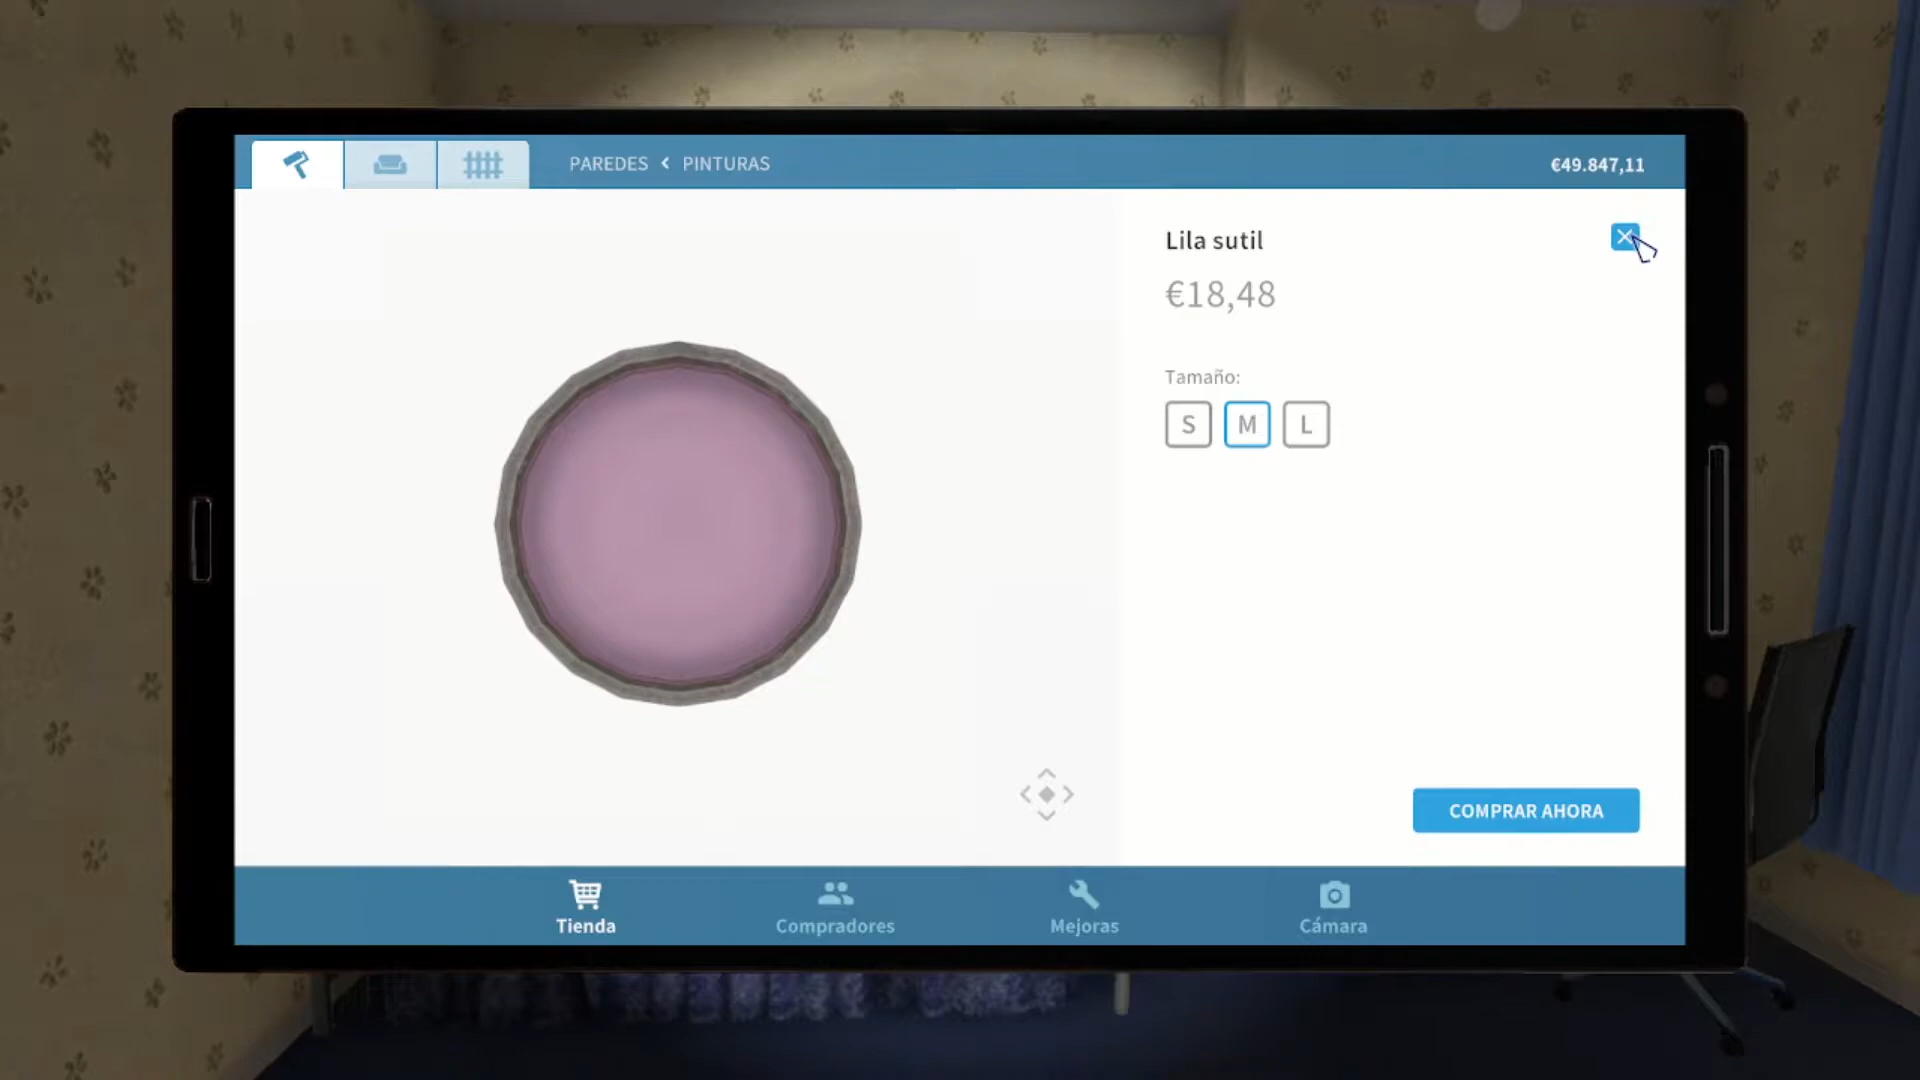 PAREDES < PINTURAS
€49.847,11
Lila sutil
€18,48
Tamaño:
S M L
COMPRAR AHORA
Tienda
Compradores
Mejoras
Cámara